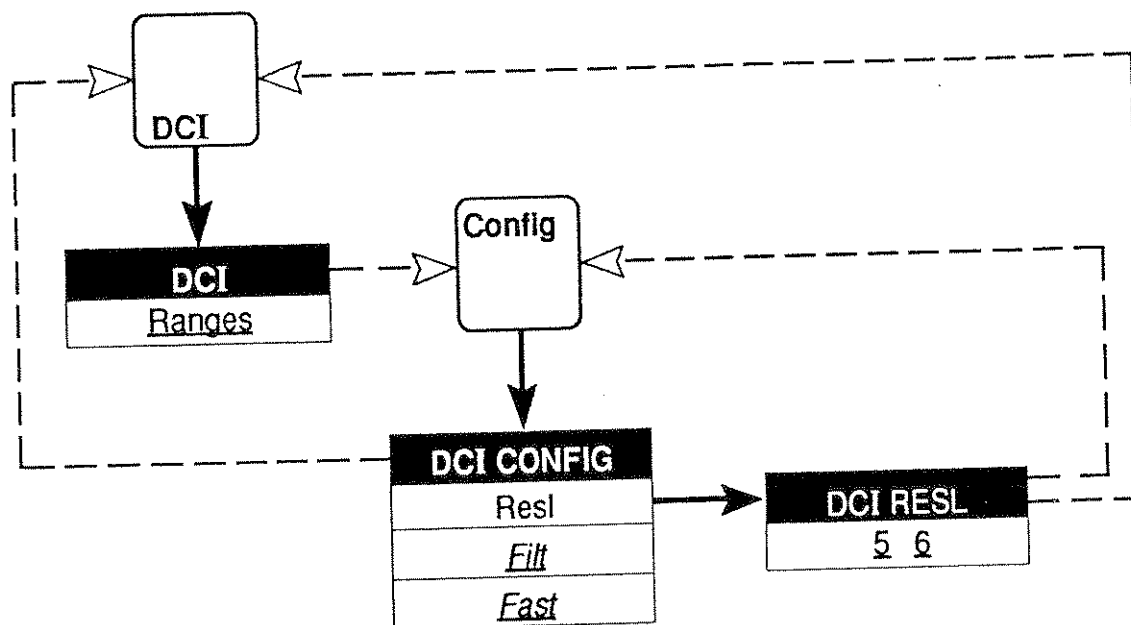 DCI
Config
DCI
Ranges
DCI CONFIG
Resl
Filt
Fast
DCI RESL
5 6